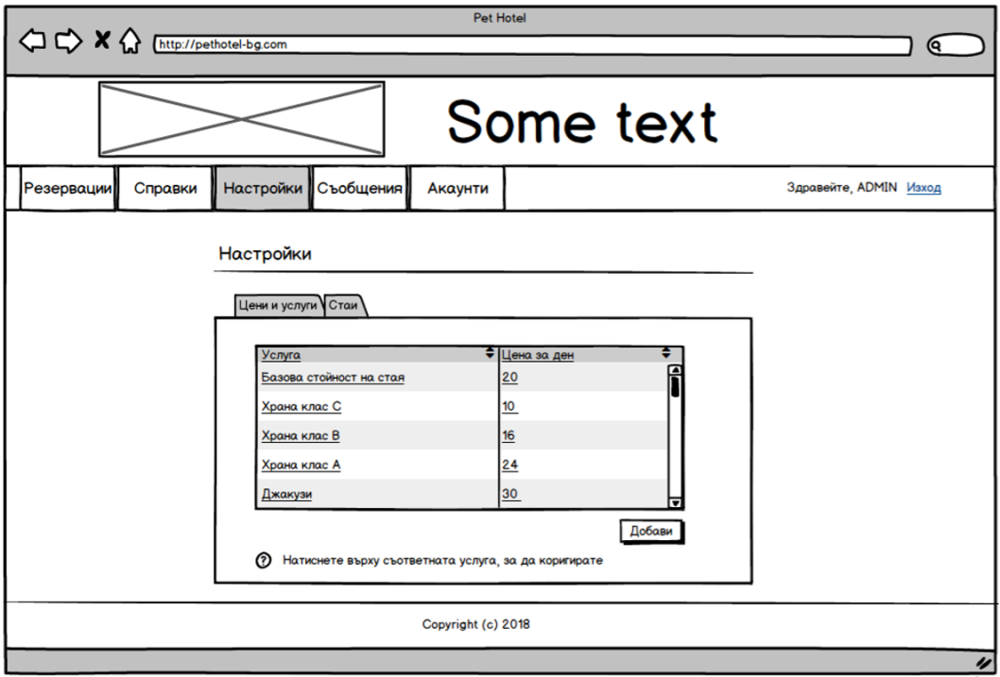 Pet Hotel
http://pethotel-bg.com
Some text
Резервации Справки Настройки Съобщения Акаунти Здравейте, ADMIN Изход
Настройки
Цени и услуги Стаи
Услуга Цена за ден
Базова стойност на стая 20
Храна клас C 10
Храна клас B 16
Храна клас A 24
Джакузи 30
Добави
? Натиснете върху съответната услуга, за да коригирате
Copyright (c) 2018